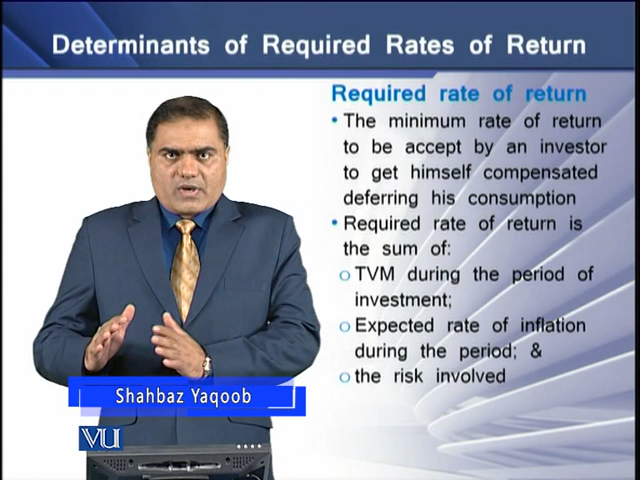 Determinants of Required Rates of Return
Required rate of return
• The minimum rate of return
to be accept by an investor
to get himself compensated
deferring his consumption
• Required rate of return is
the sum of:
o TVM during the period of
investment;
o Expected rate of inflation
during the period; &
o the risk involved
Shahbaz Yaqoob
VU